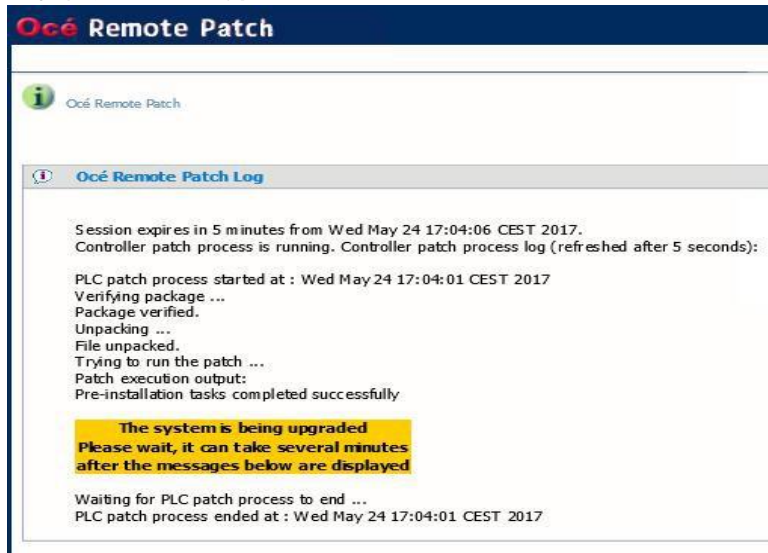 Océ Remote Patch
Océ Remote Patch
Océ Remote Patch Log
Session expires in 5 minutes from Wed May 24 17:04:06 CEST 2017.
Controller patch process is running. Controller patch process log (refreshed after 5 seconds):
PLC patch process started at : Wed May 24 17:04:01 CEST 2017
Verifying package ...
Package verified.
Unpacking ...
File unpacked.
Trying to run the patch ...
Patch execution output:
Pre-installation tasks completed successfully
The system is being upgraded
Please wait, it can take several minutes
after the messages below are displayed
Waiting for PLC patch process to end ...
PLC patch process ended at : Wed May 24 17:04:01 CEST 2017